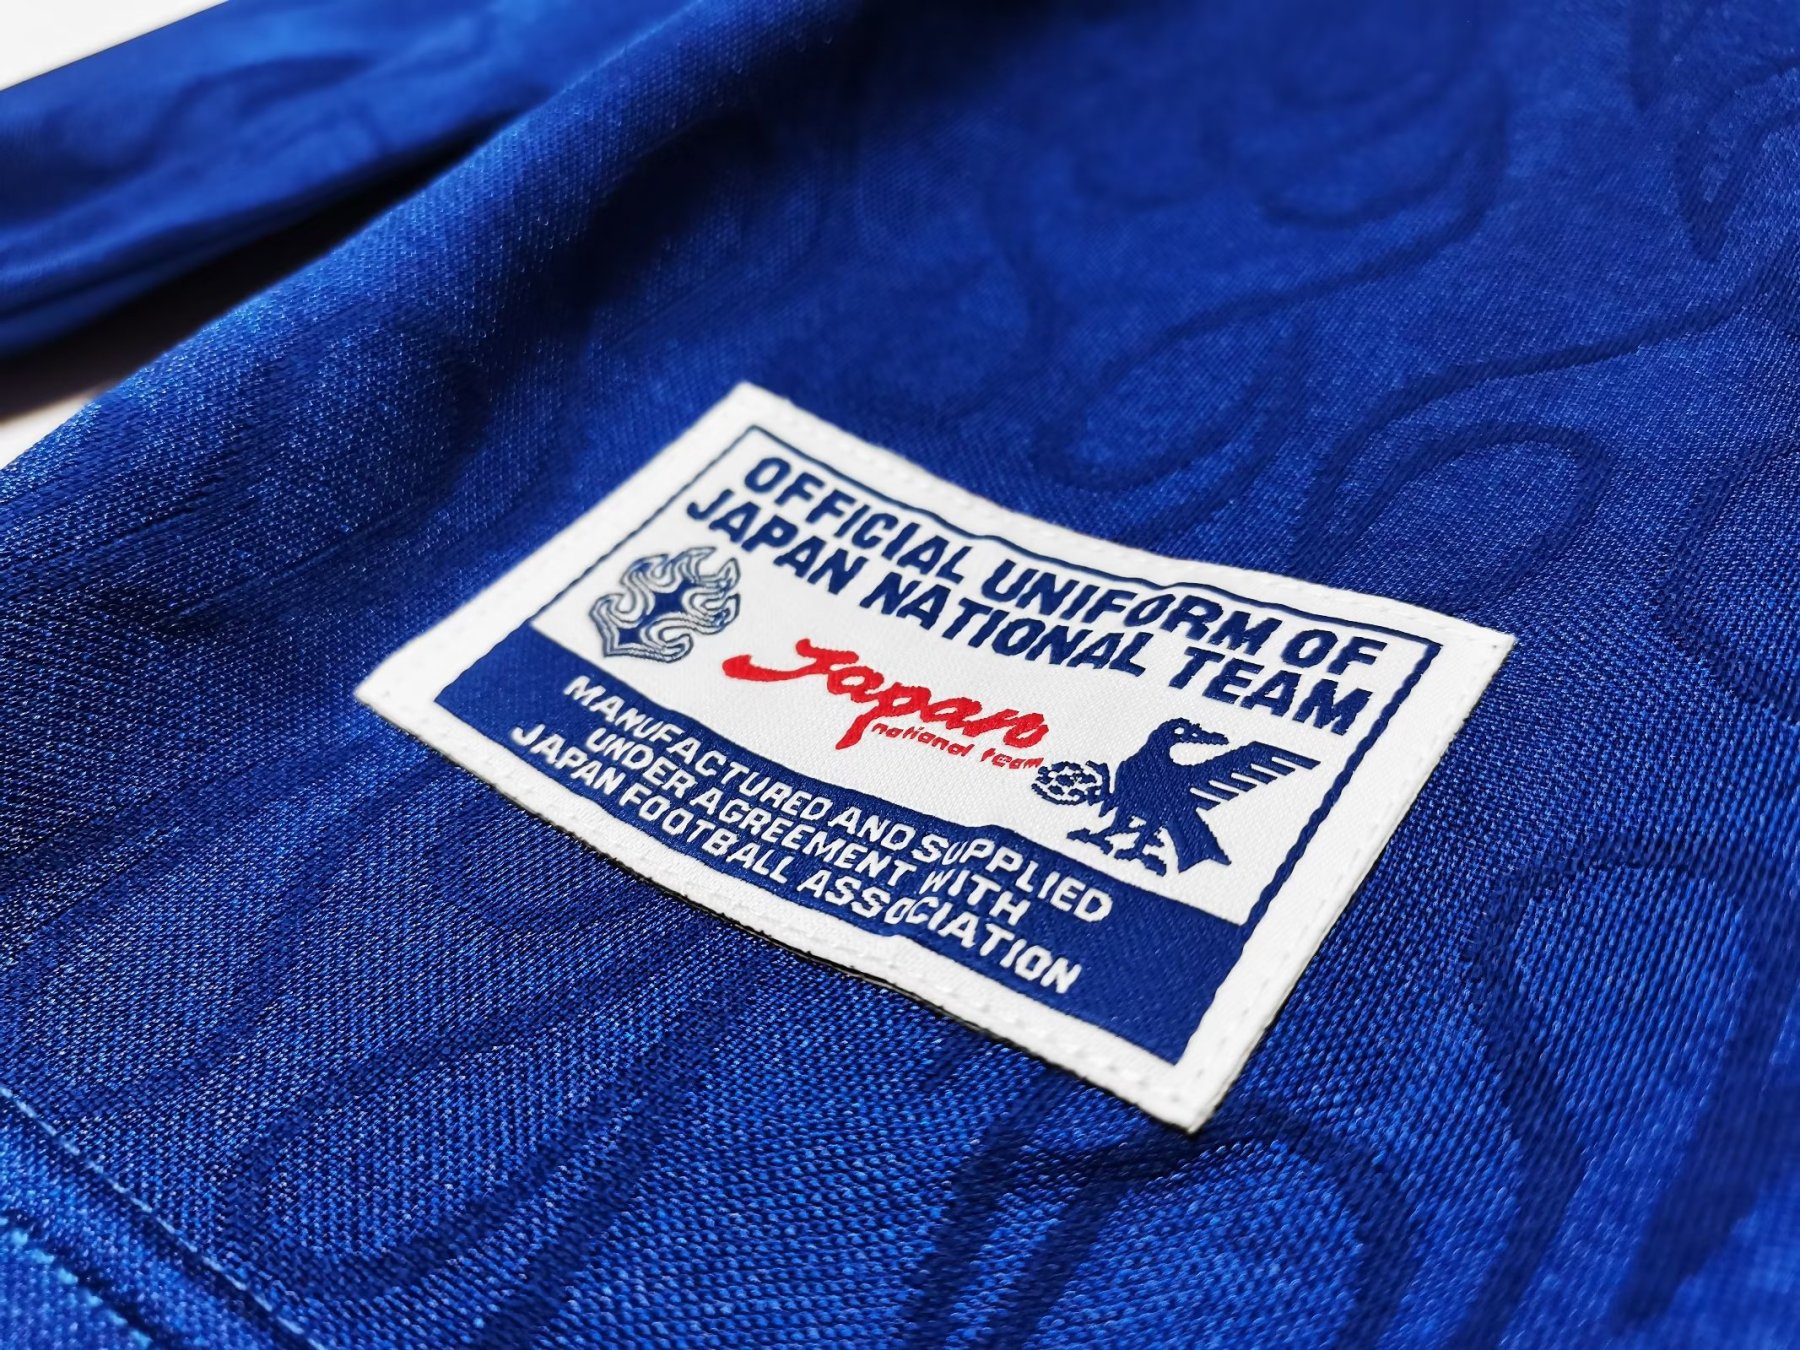 OFFICIAL UNIFORM OF
JAPAN NATIONAL TEAM
Japan
national team
MANUFACTURED AND SUPPLIED
UNDER AGREEMENT WITH
JAPAN FOOTBALL ASSOCIATION